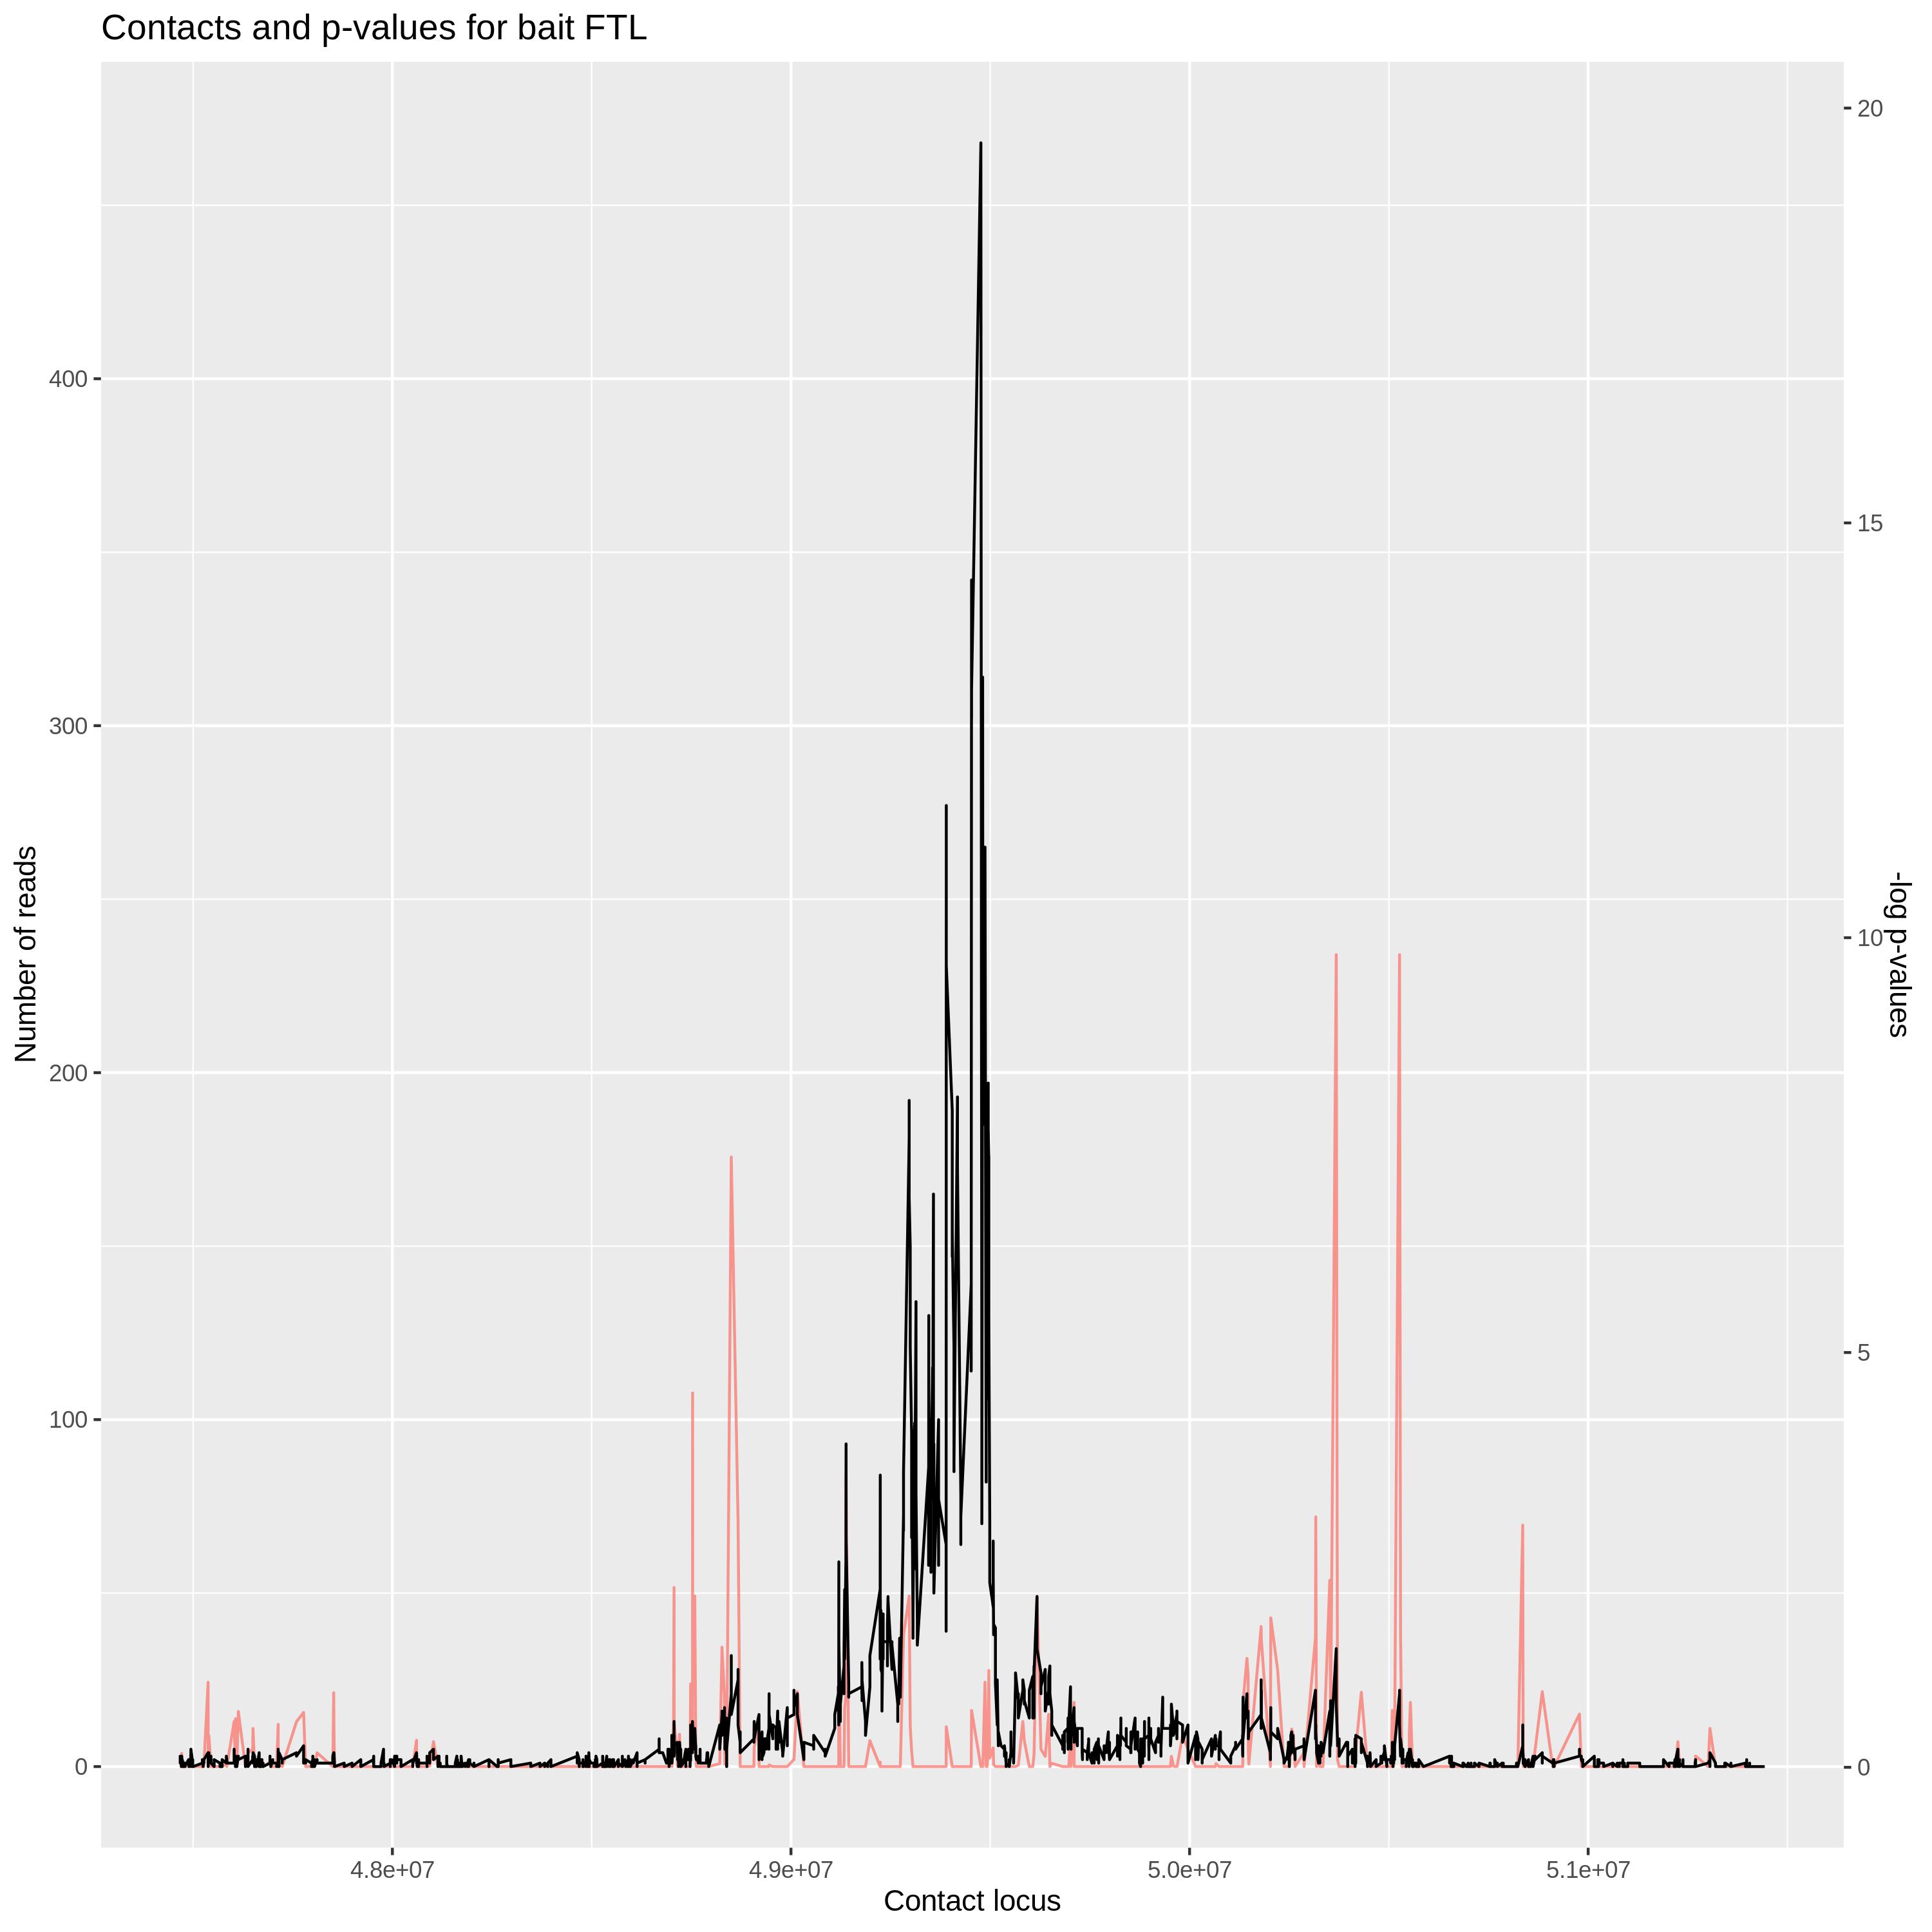 Contacts and p-values for bait FTL
Number of reads
400
300
200
100
0
20
15
10
5
0
-log p-values
4.8e+07
4.9e+07
5.0e+07
5.1e+07
Contact locus